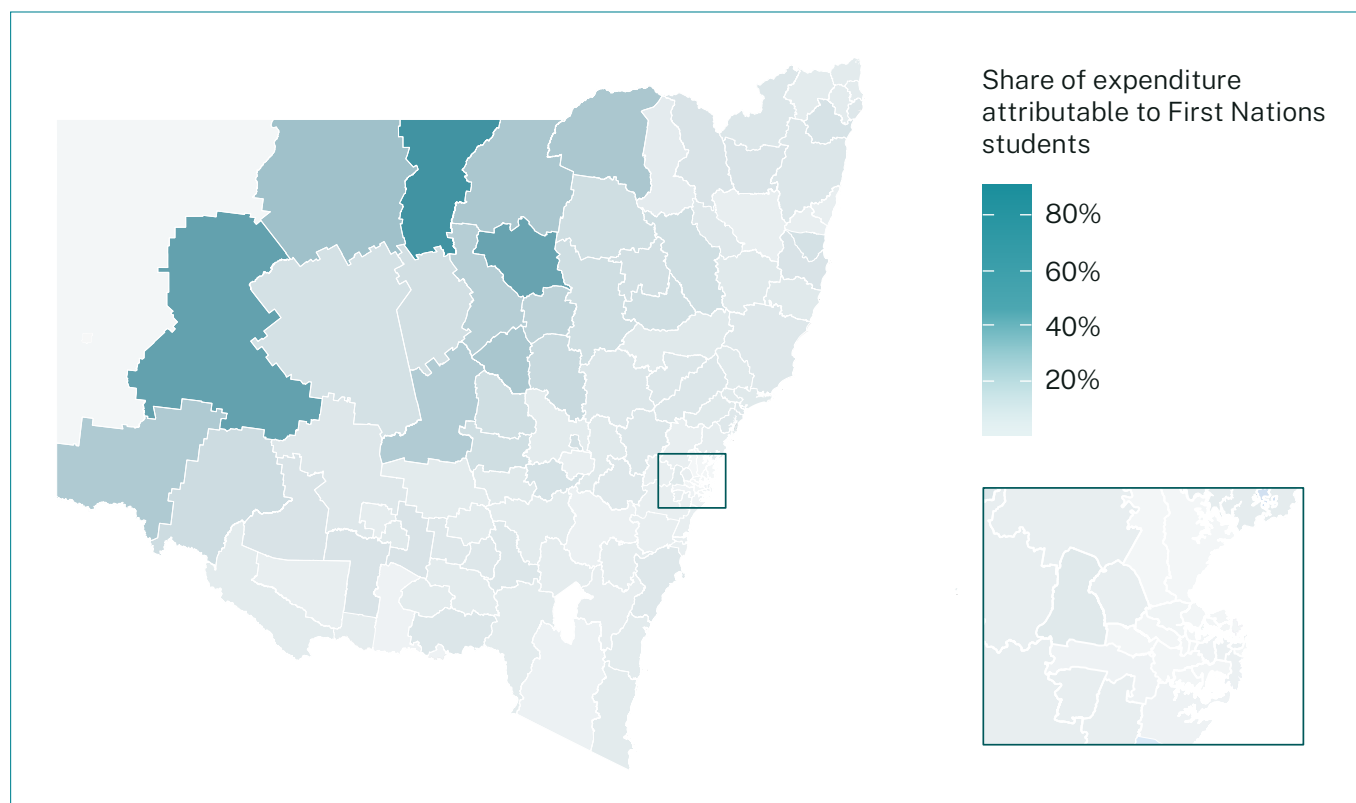 Share of expenditure
attributable to First Nations
students
80%
60%
40%
20%